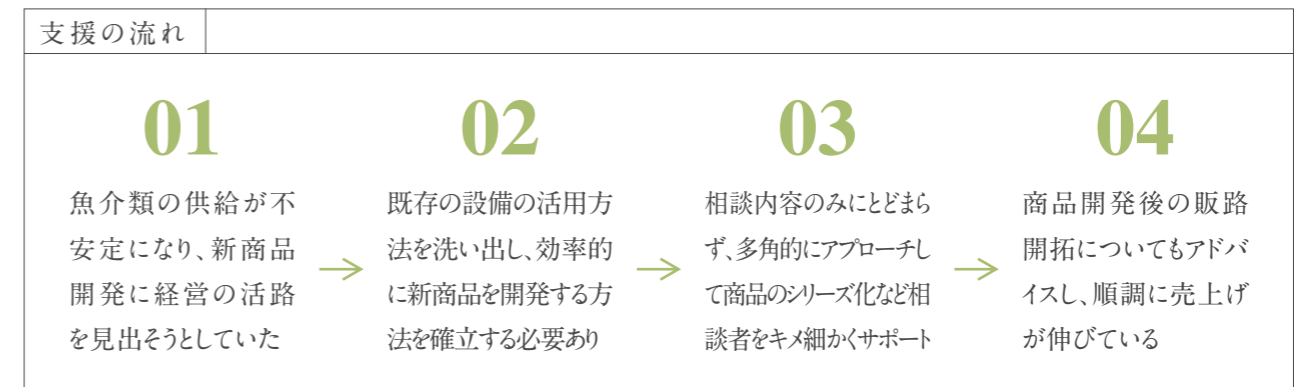 支援の流れ
01
魚介類の供給が不
安定になり、新商品
開発に経営の活路
を見出そうとしていた
02
既存の設備の活用方
法を洗い出し、効率的
に新商品を開発する方
法を確立する必要あり
03
相談内容のみにとどまら
ず、多角的にアプローチし
て商品のシリーズ化など相
談者をキメ細かくサポート
04
商品開発後の販路
開拓についてもアドバ
イスし、順調に売上げ
が伸びている